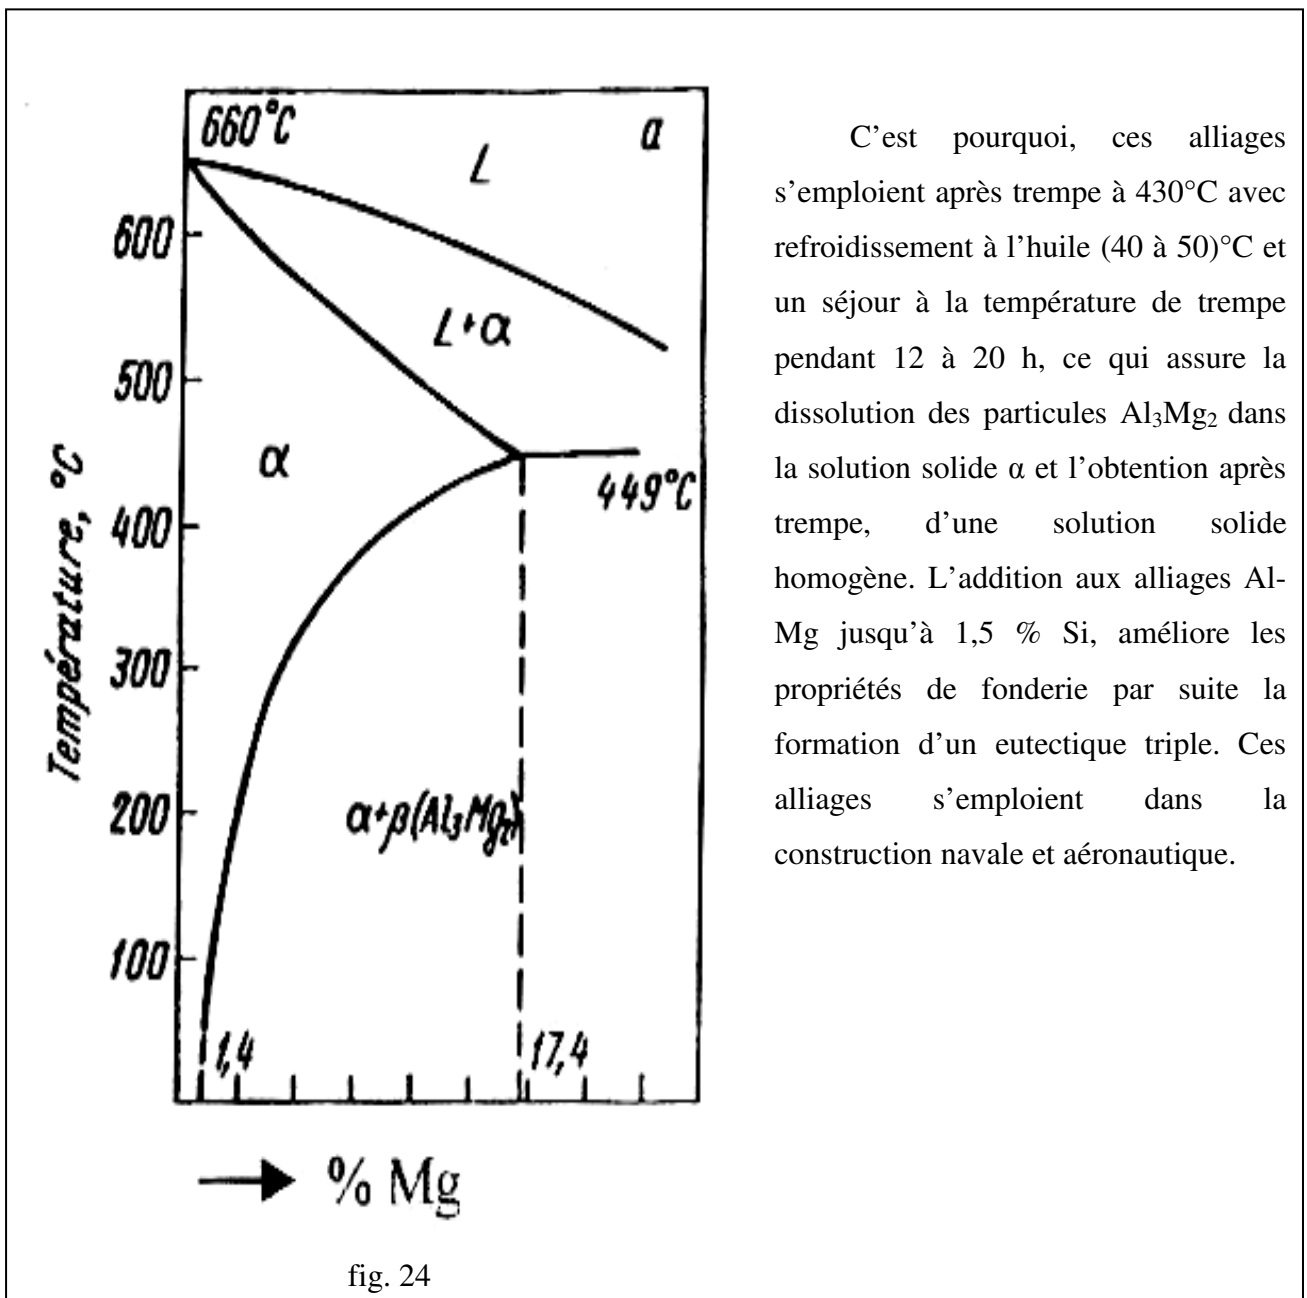 660°C
a
L
600
L+α
500
α
449°C
400
Température, °C
300
α+β(Al₃Mg₂)
200
100
1,4
17,4
% Mg
fig. 24
C’est pourquoi, ces alliages
s’emploient après trempe à 430°C avec
refroidissement à l’huile (40 à 50)°C et
un séjour à la température de trempe
pendant 12 à 20 h, ce qui assure la
dissolution des particules Al₃Mg₂ dans
la solution solide α et l’obtention après
trempe, d’une solution solide
homogène. L’addition aux alliages Al-
Mg jusqu’à 1,5 % Si, améliore les
propriétés de fonderie par suite la
formation d’un eutectique triple. Ces
alliages s’emploient dans la
construction navale et aéronautique.